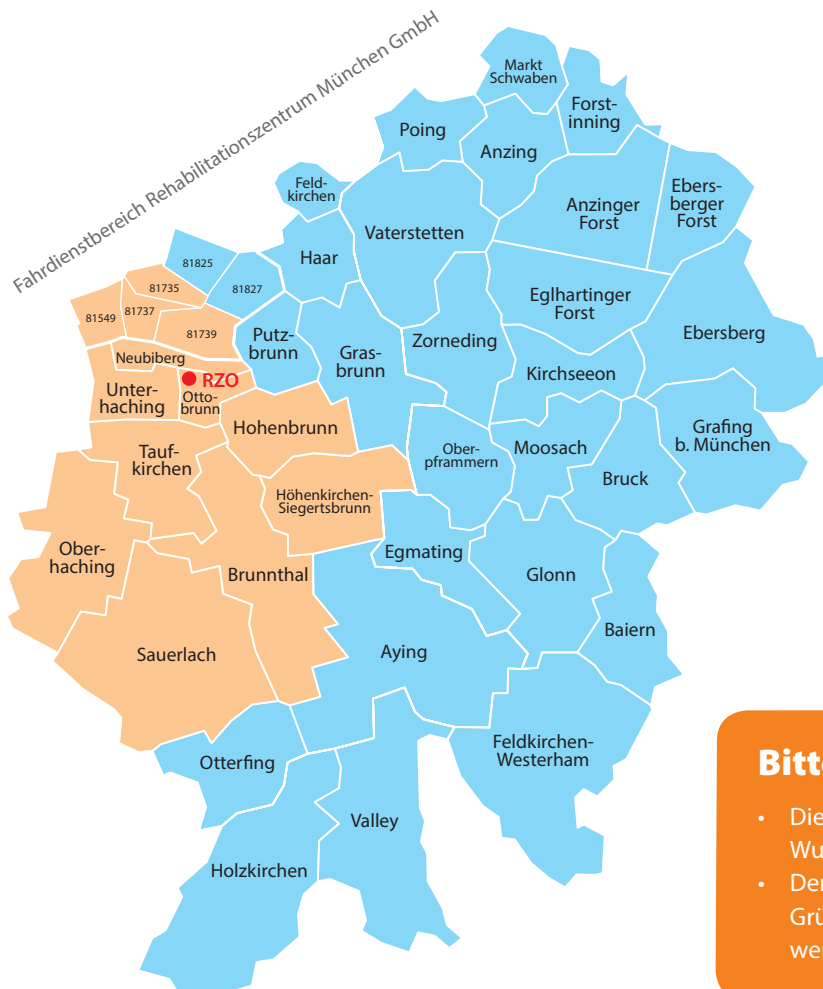 Fahrdienstbereich Rehabilitationszentrum München GmbH
Markt
Schwaben
Forst-
inning
Poing
Anzing
Feld-
kirchen
Ebers-
berger
Forst
Anzinger
Forst
Vaterstetten
Haar
81825
81735
81827
81549
81737
81739
Eglhartinger
Forst
Ebersberg
Putz-
brunn
Zorneding
Gras-
brunn
Neubiberg
Kirchseeon
RZO
Unter-
haching
Otto-
brunn
Hohenbrunn
Grafing
b. München
Tauf-
kirchen
Ober-
pframmern
Moosach
Bruck
Höhenkirchen-
Siegertsbrunn
Ober-
haching
Egmating
Brunnthal
Glonn
Baiern
Sauerlach
Aying
Feldkirchen-
Westerham
Otterfing
Valley
Holzkirchen
Bitt
• Die
Wu
• Der
Grü
we